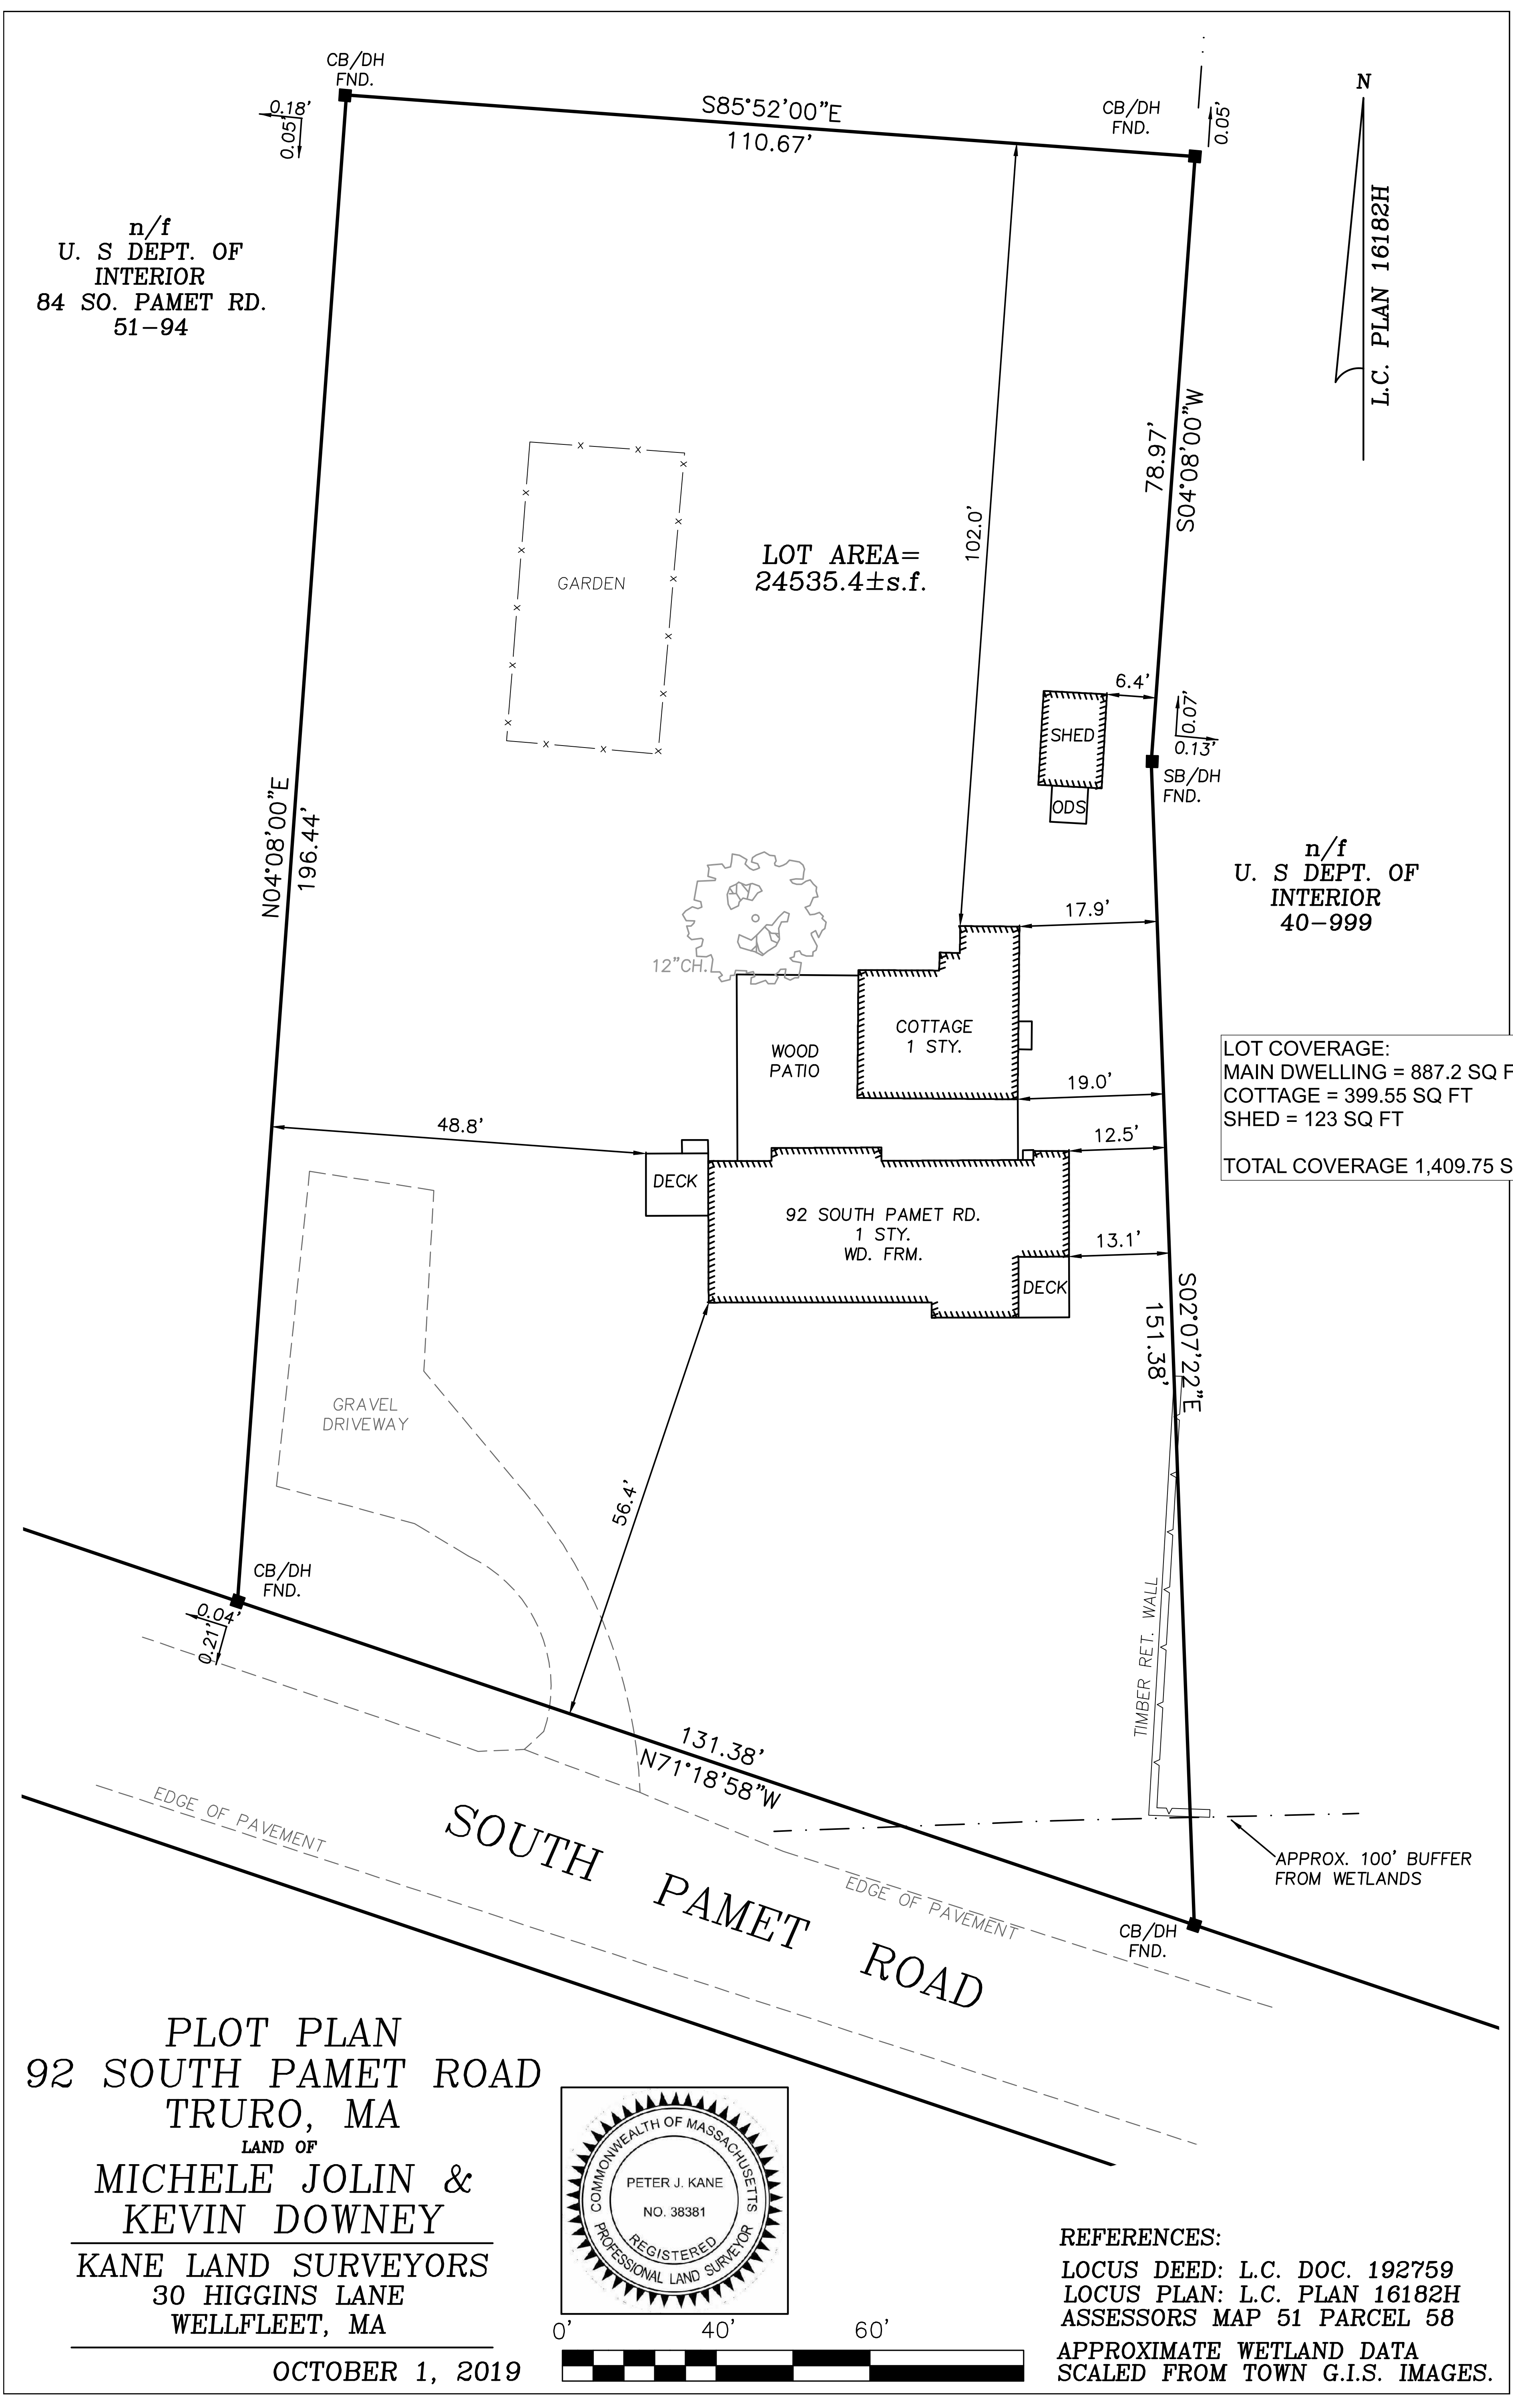 CB/DH
FND.
0.18'
0.05'
S85°52'00"E
110.67'
CB/DH
FND.
0.05'
N
L.C. PLAN 16182H
n/f
U. S DEPT. OF
INTERIOR
84 SO. PAMET RD.
51-94
78.97'
S04°08'00"W
102.0'
LOT AREA=
24535.4±s.f.
GARDEN
6.4'
SHED
ODS
0.07'
0.13'
SB/DH
FND.
N04°08'00"E
196.44'
n/f
U. S DEPT. OF
INTERIOR
40-999
12"CH.
17.9'
COTTAGE
1 STY.
WOOD
PATIO
LOT COVERAGE:
MAIN DWELLING = 887.2 SQ F
COTTAGE = 399.55 SQ FT
SHED = 123 SQ FT
TOTAL COVERAGE 1,409.75 S
19.0'
48.8'
12.5'
DECK
92 SOUTH PAMET RD.
1 STY.
WD. FRM.
13.1'
DECK
S02°07'22"E
151.38'
GRAVEL
DRIVEWAY
56.4'
CB/DH
FND.
0.04'
0.21'
TIMBER RET. WALL
131.38'
N71°18'58"W
EDGE OF PAVEMENT
SOUTH PAMET ROAD
EDGE OF PAVEMENT
APPROX. 100' BUFFER
FROM WETLANDS
CB/DH
FND.
PLOT PLAN
92 SOUTH PAMET ROAD
TRURO, MA
LAND OF
MICHELE JOLIN &
KEVIN DOWNEY
KANE LAND SURVEYORS
30 HIGGINS LANE
WELLFLEET, MA
OCTOBER 1, 2019
COMMONWEALTH OF MASSACHUSETTS
PETER J. KANE
NO. 38381
REGISTERED
PROFESSIONAL LAND SURVEYOR
0' 40' 60'
REFERENCES:
LOCUS DEED: L.C. DOC. 192759
LOCUS PLAN: L.C. PLAN 16182H
ASSESSORS MAP 51 PARCEL 58
APPROXIMATE WETLAND DATA
SCALED FROM TOWN G.I.S. IMAGES.